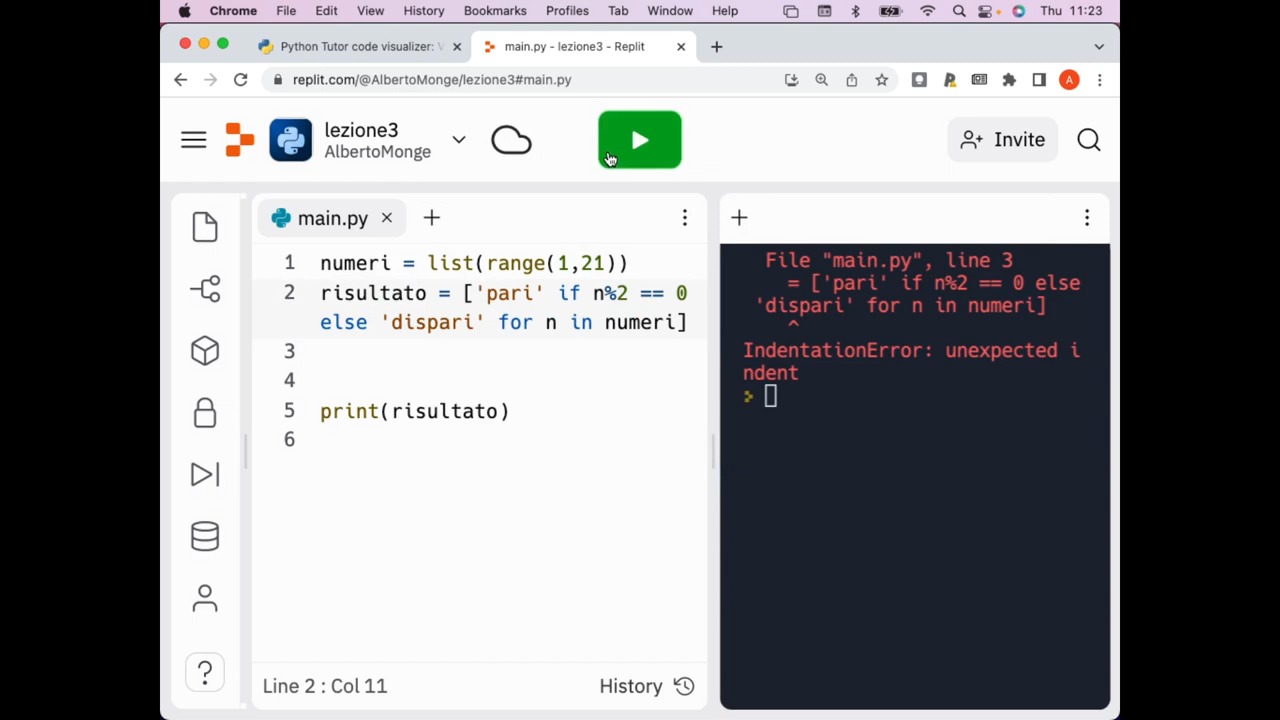 Chrome File Edit View History Bookmarks Profiles Tab Window Help Thu 11:23
Python Tutor code visualizer: V main.py - lezione3 - Replit
replit.com/@AlbertoMonge/lezione3#main.py A
lezione3
AlbertoMonge
Invite
main.py
1 numeri = list(range(1,21))
2 risultato = ['pari' if n%2 == 0
else 'dispari' for n in numeri]
3
4
5 print(risultato)
6
Line 2 : Col 11 History
File "main.py", line 3
= ['pari' if n%2 == 0 else
'dispari' for n in numeri]
^
IndentationError: unexpected i
ndent
?